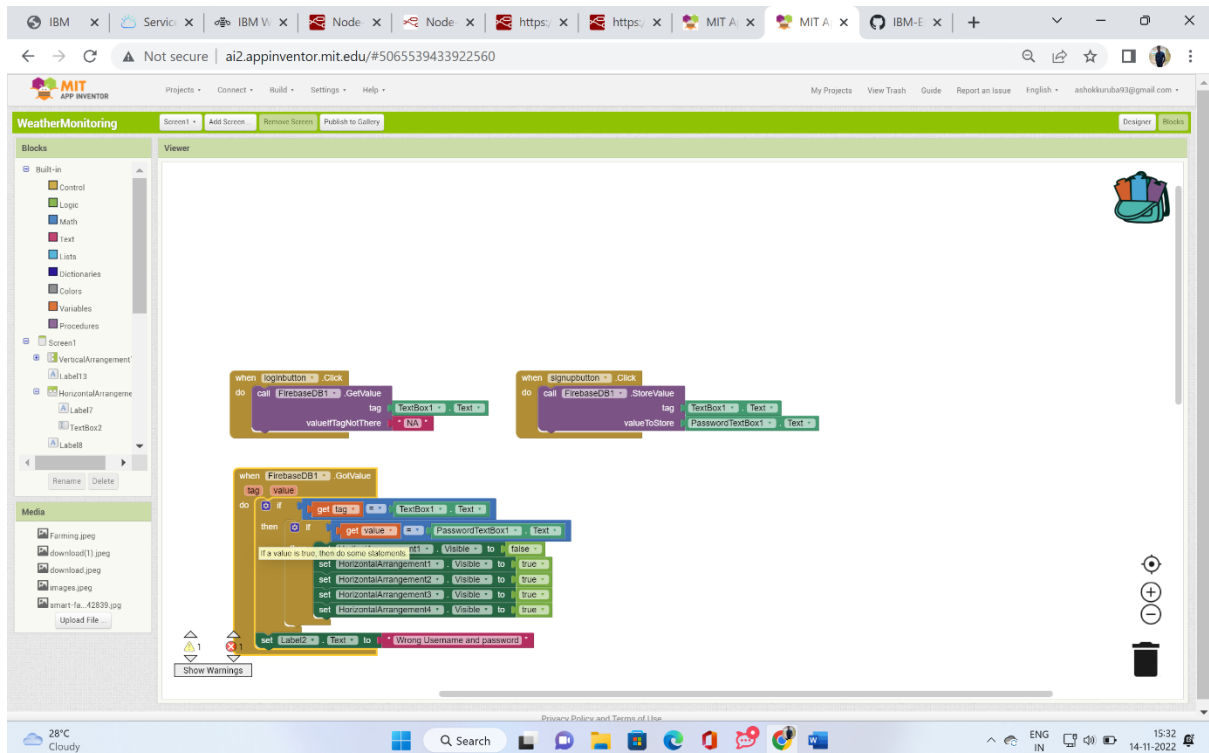 IBM
Servic
IBM W
Node-
Node-
https:/
https:/
MIT A
MIT A
IBM-E
Not secure ai2.appinventor.mit.edu/#5065539433922560
MIT
APP INVENTOR
Projects Connect Build Settings Help
My Projects View Trash Guide Report an Issue English ashokkuruba93@gmail.com
WeatherMonitoring
Screen1 Add Screen ... Remove Screen Publish to Gallery
Designer Blocks
Blocks
Viewer
Built-in
Control
Logic
Math
Text
Lists
Dictionaries
Colors
Variables
Procedures
Screen1
VerticalArrangement
Label13
HorizontalArrangeme
Label7
TextBox2
Label8
Rename Delete
Media
Farming.jpeg
download(1).jpeg
download.jpeg
images.jpeg
smart-fa...42839.jpg
Upload File ...
when loginbutton .Click
do call FirebaseDB1 .GetValue
tag TextBox1 . Text
valueIfTagNotThere " NA "
when signupbutton .Click
do call FirebaseDB1 .StoreValue
tag TextBox1 . Text
valueToStore PasswordTextBox1 . Text
when FirebaseDB1 .GotValue
tag value
do if get tag = TextBox1 . Text
then if get value = PasswordTextBox1 . Text
If a value is true, then do some statements.
nt1 . Visible to false
set HorizontalArrangement1 . Visible to true
set HorizontalArrangement2 . Visible to true
set HorizontalArrangement3 . Visible to true
set HorizontalArrangement4 . Visible to true
set Label2 . Text to " Wrong Username and password "
1 1
Show Warnings
Privacy Policy and Terms of Use
28°C
Cloudy
Search
ENG
IN
15:32
14-11-2022